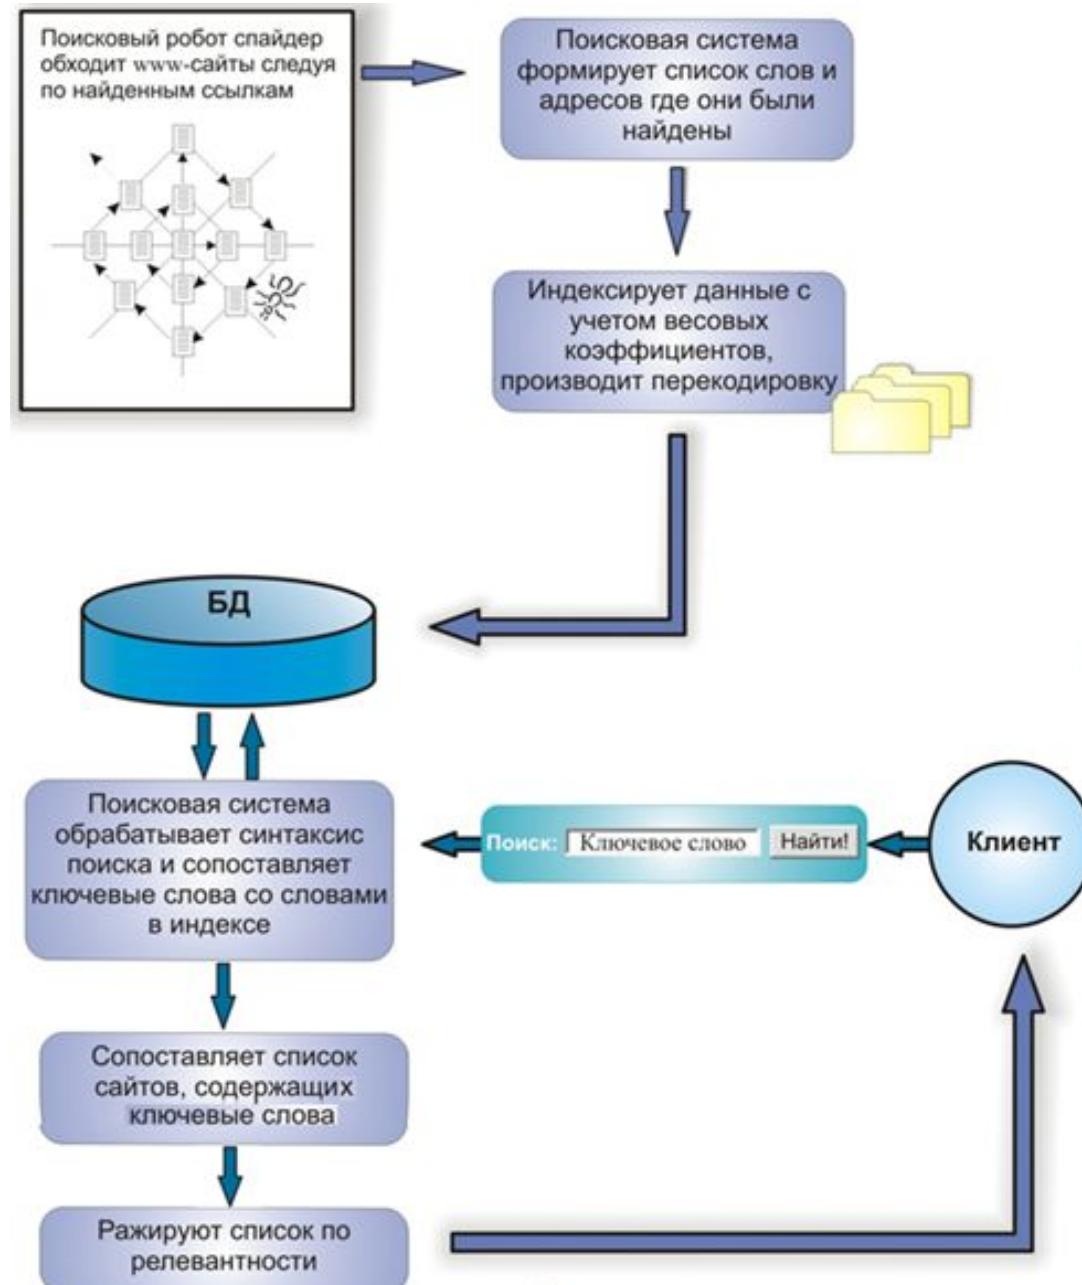 Поисковый робот спайдер
обходит www-сайты следуя
по найденным ссылкам
Поисковая система
формирует список слов и
адресов где они были
найдены
Индексирует данные с
учетом весовых
коэффициентов,
производит перекодировку
БД
Поисковая система
обрабатывает синтаксис
поиска и сопоставляет
ключевые слова со словами
в индексе
Поиск: Ключевое слово Найти!
Клиент
Сопоставляет список
сайтов, содержащих
ключевые слова
Ражируют список по
релевантности